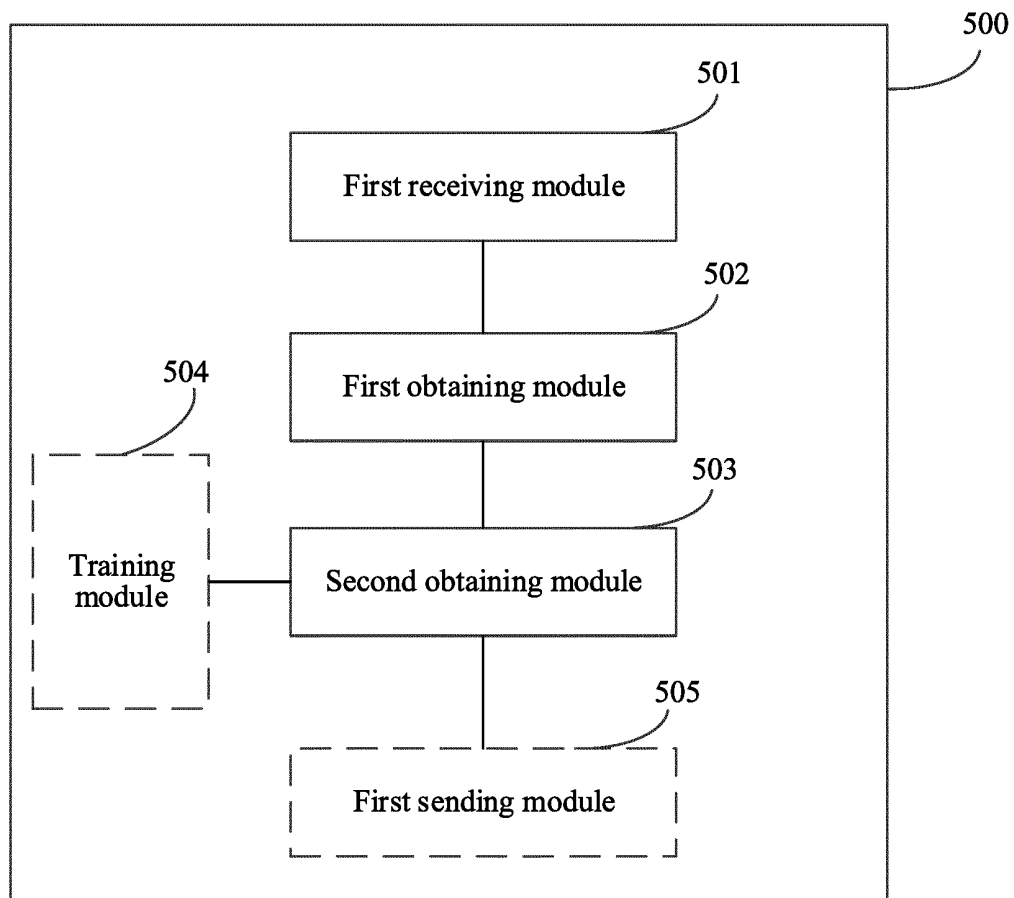 500
501
First receiving module
502
First obtaining module
504
503
Training
module
Second obtaining module
505
First sending module